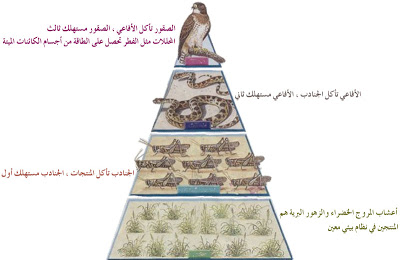 الصقور تأكل الأفاعي ، الصقور مستهلك ثالث
المحللات مثل الفطر تحصل على الطاقة من أجسام الكائنات الميتة
الأفاعي تأكل الجنادب ، الأفاعي مستهلك ثاني
الجنادب تأكل المنتجات ، الجنادب مستهلك أول
أعشاب المروج الخضراء والزهور البرية هم
المنتجين في نظام بيئي معين